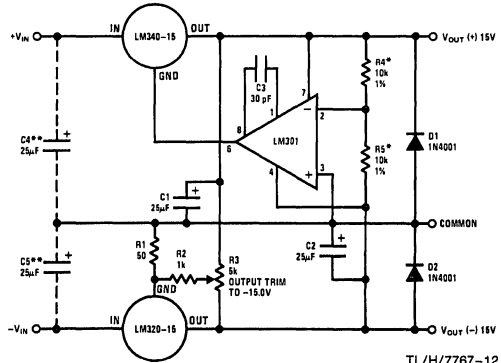 +VIN
IN
LM340-15
OUT
VOUT (+) 15V
GND
C3
30 pF
R4*
10k
1%
7
8
1
2
6
LM301
D1
1N4001
R5*
10k
1%
4
3
C4**
25µF
C1
25µF
COMMON
C5**
25µF
R1
50
R2
1k
R3
5k
OUTPUT TRIM
TO -15.0V
C2
25µF
D2
1N4001
GND
-VIN
IN
LM320-15
OUT
VOUT (-) 15V
TL/H/7767-12